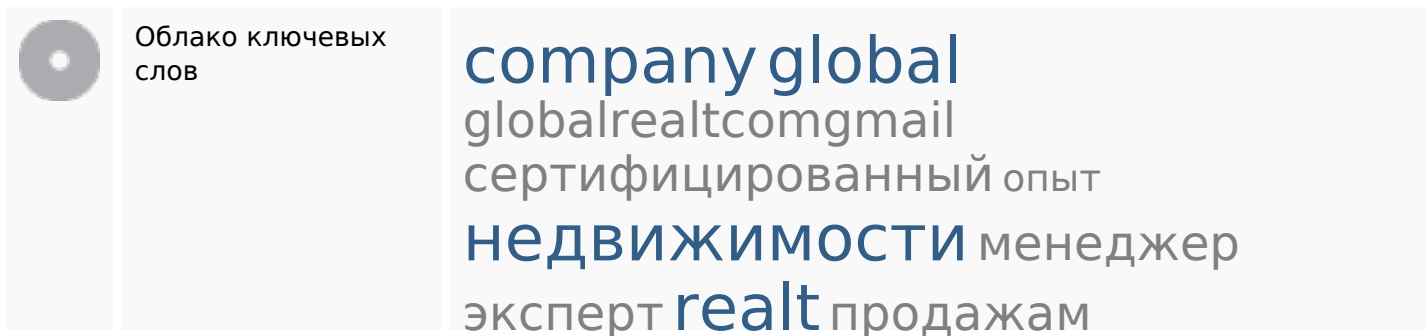 Облако ключевых
слов
company global
globalrealtcomgmail
сертифицированный опыт
недвижимости менеджер
эксперт realt продажам